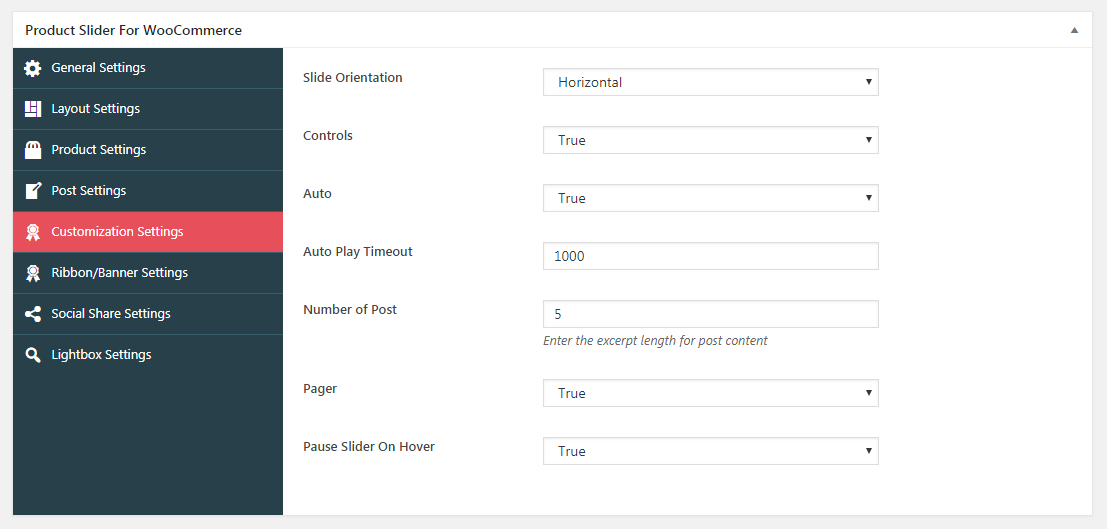 Product Slider For WooCommerce
General Settings
Layout Settings
Product Settings
Post Settings
Customization Settings
Ribbon/Banner Settings
Social Share Settings
Lightbox Settings
Slide Orientation
Horizontal
Controls
True
Auto
True
Auto Play Timeout
1000
Number of Post
5
Enter the excerpt length for post content
Pager
True
Pause Slider On Hover
True